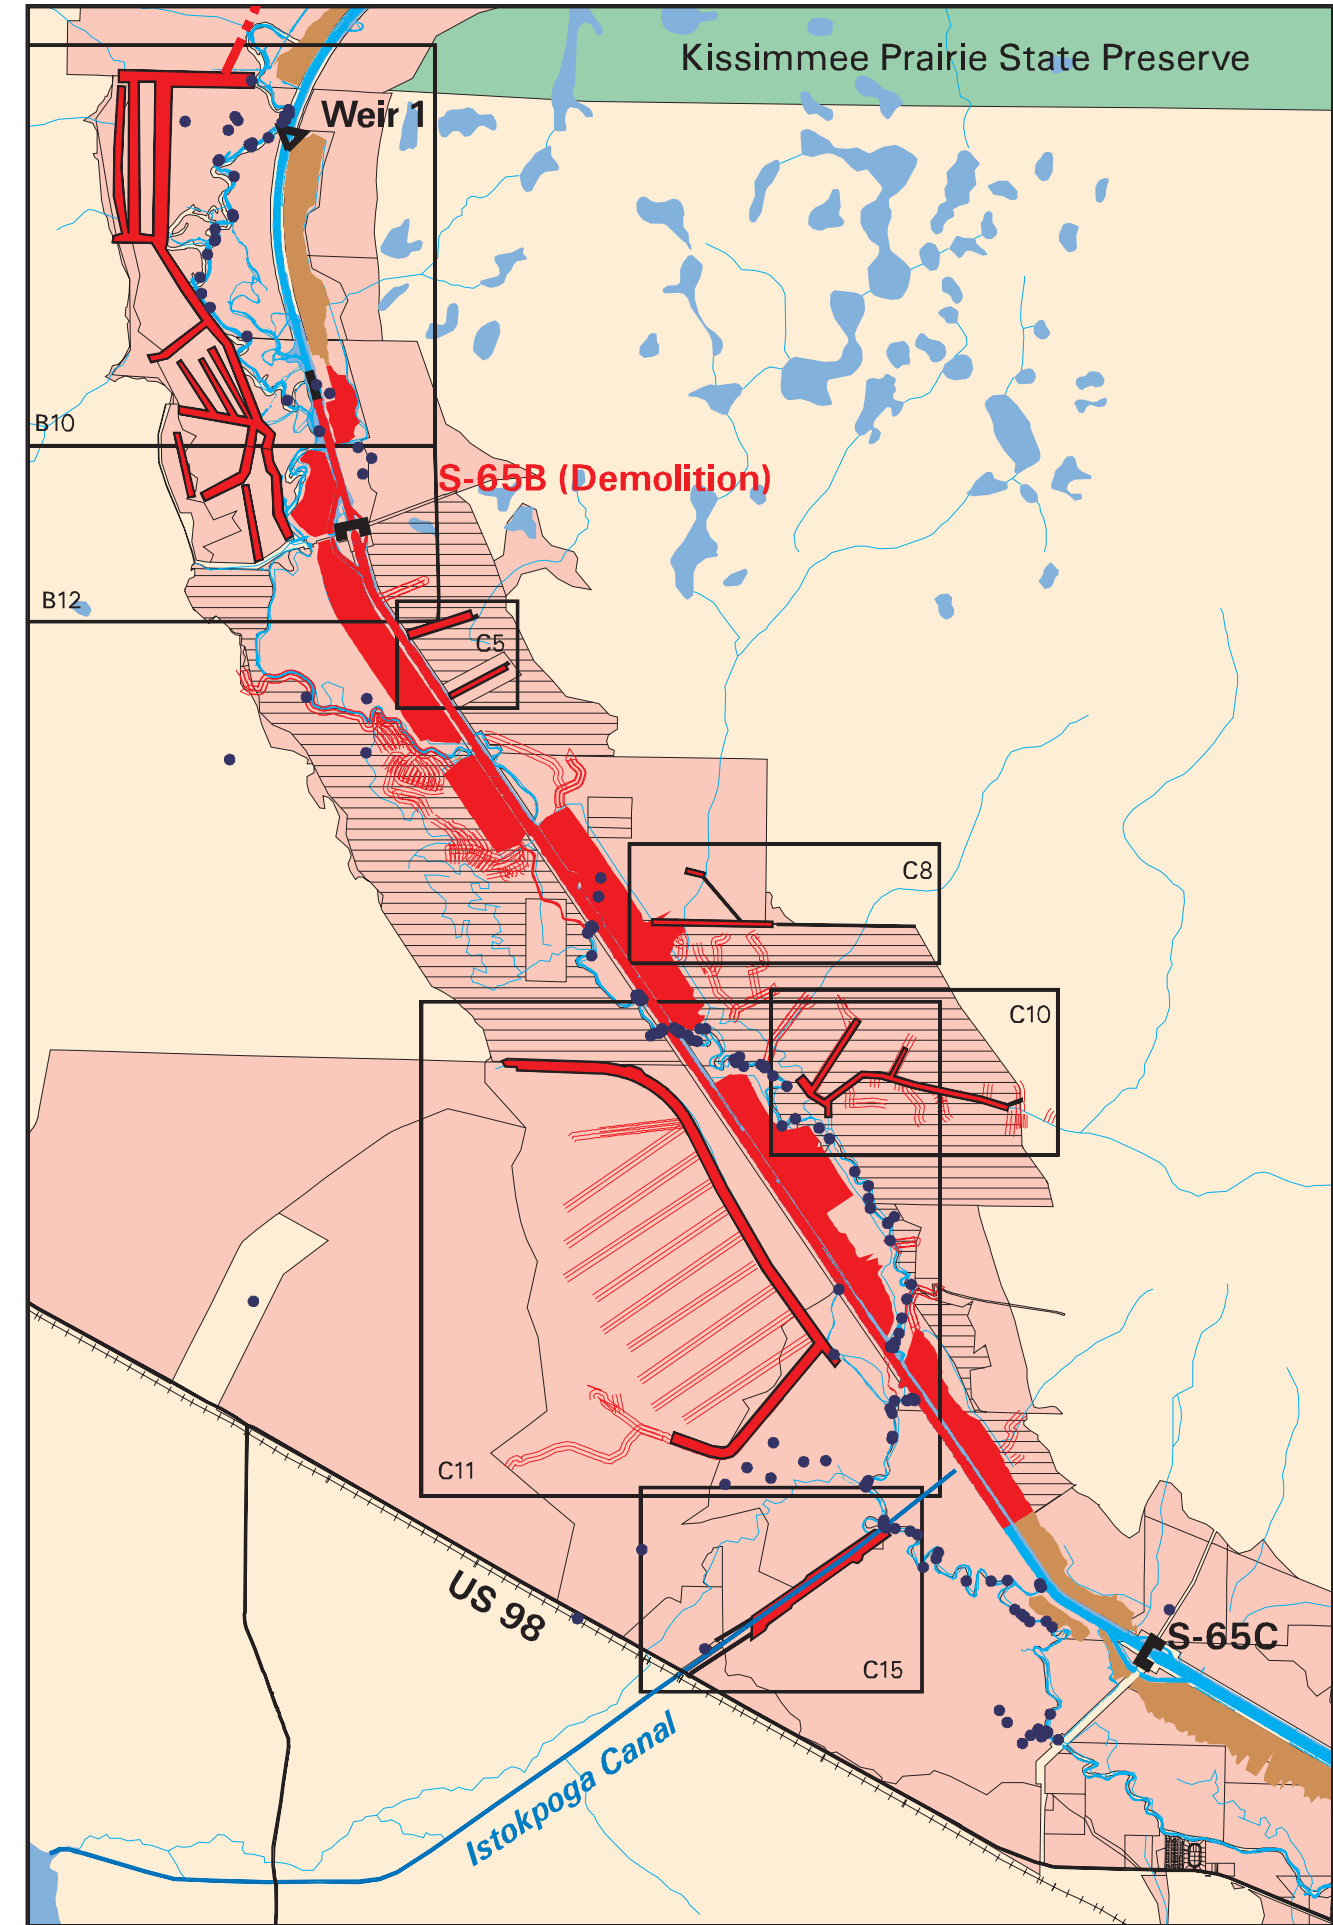 Kissimmee Prairie State Preserve
Weir 1
B10
S-65B (Demolition)
B12
C5
C8
C10
C11
US 98
S-65C
C15
Istokpoga Canal